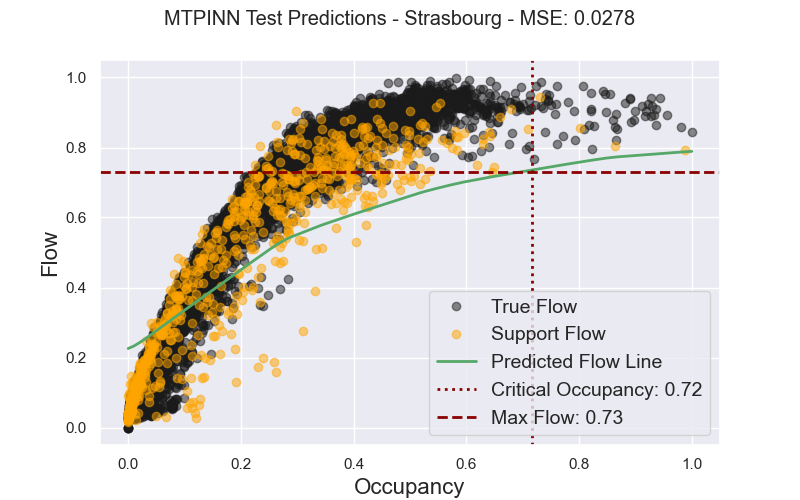 MTPINN Test Predictions - Strasbourg - MSE: 0.0278
1.0
0.8
0.6
0.4
0.2
0.0
Flow
True Flow
Support Flow
Predicted Flow Line
Critical Occupancy: 0.72
Max Flow: 0.73
0.0 0.2 0.4 0.6 0.8 1.0
Occupancy